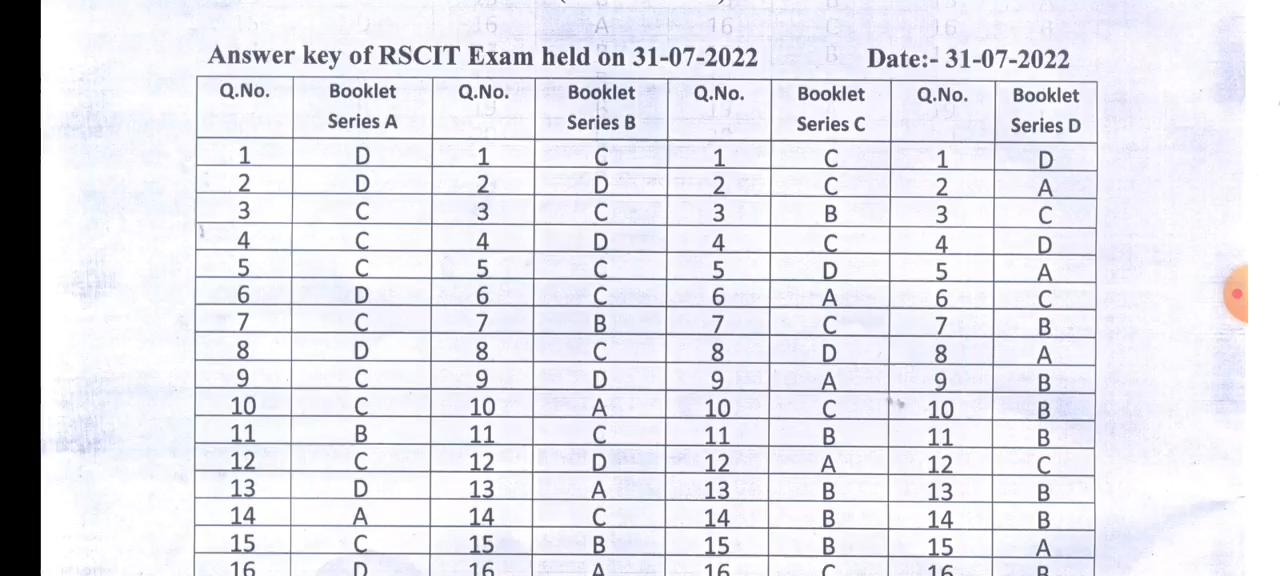 Answer key of RSCIT Exam held on 31-07-2022 Date:- 31-07-2022
Q.No. Booklet Series A Q.No. Booklet Series B Q.No. Booklet Series C Q.No. Booklet Series D
1 D 1 C 1 C 1 D
2 D 2 D 2 C 2 A
3 C 3 C 3 B 3 C
4 C 4 D 4 C 4 D
5 C 5 C 5 D 5 A
6 D 6 C 6 A 6 C
7 C 7 B 7 C 7 B
8 D 8 C 8 D 8 A
9 C 9 D 9 A 9 B
10 C 10 A 10 C 10 B
11 B 11 C 11 B 11 B
12 C 12 D 12 A 12 C
13 D 13 A 13 B 13 B
14 A 14 C 14 B 14 B
15 C 15 B 15 B 15 A
16 D 16 A 16 C 16 B